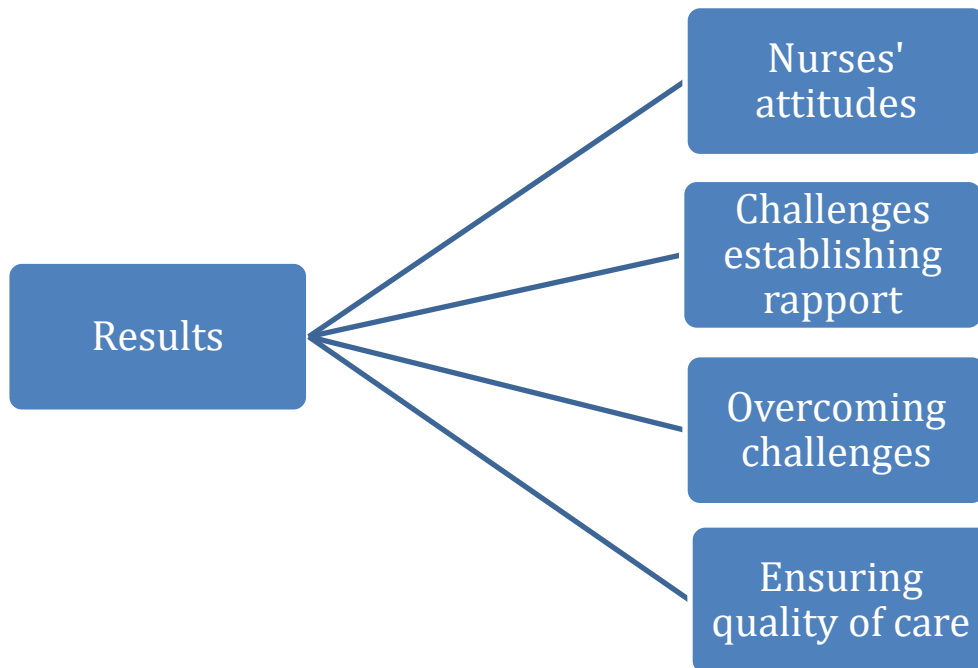 Nurses'
attitudes
Challenges
establishing
rapport
Results
Overcoming
challenges
Ensuring
quality of care